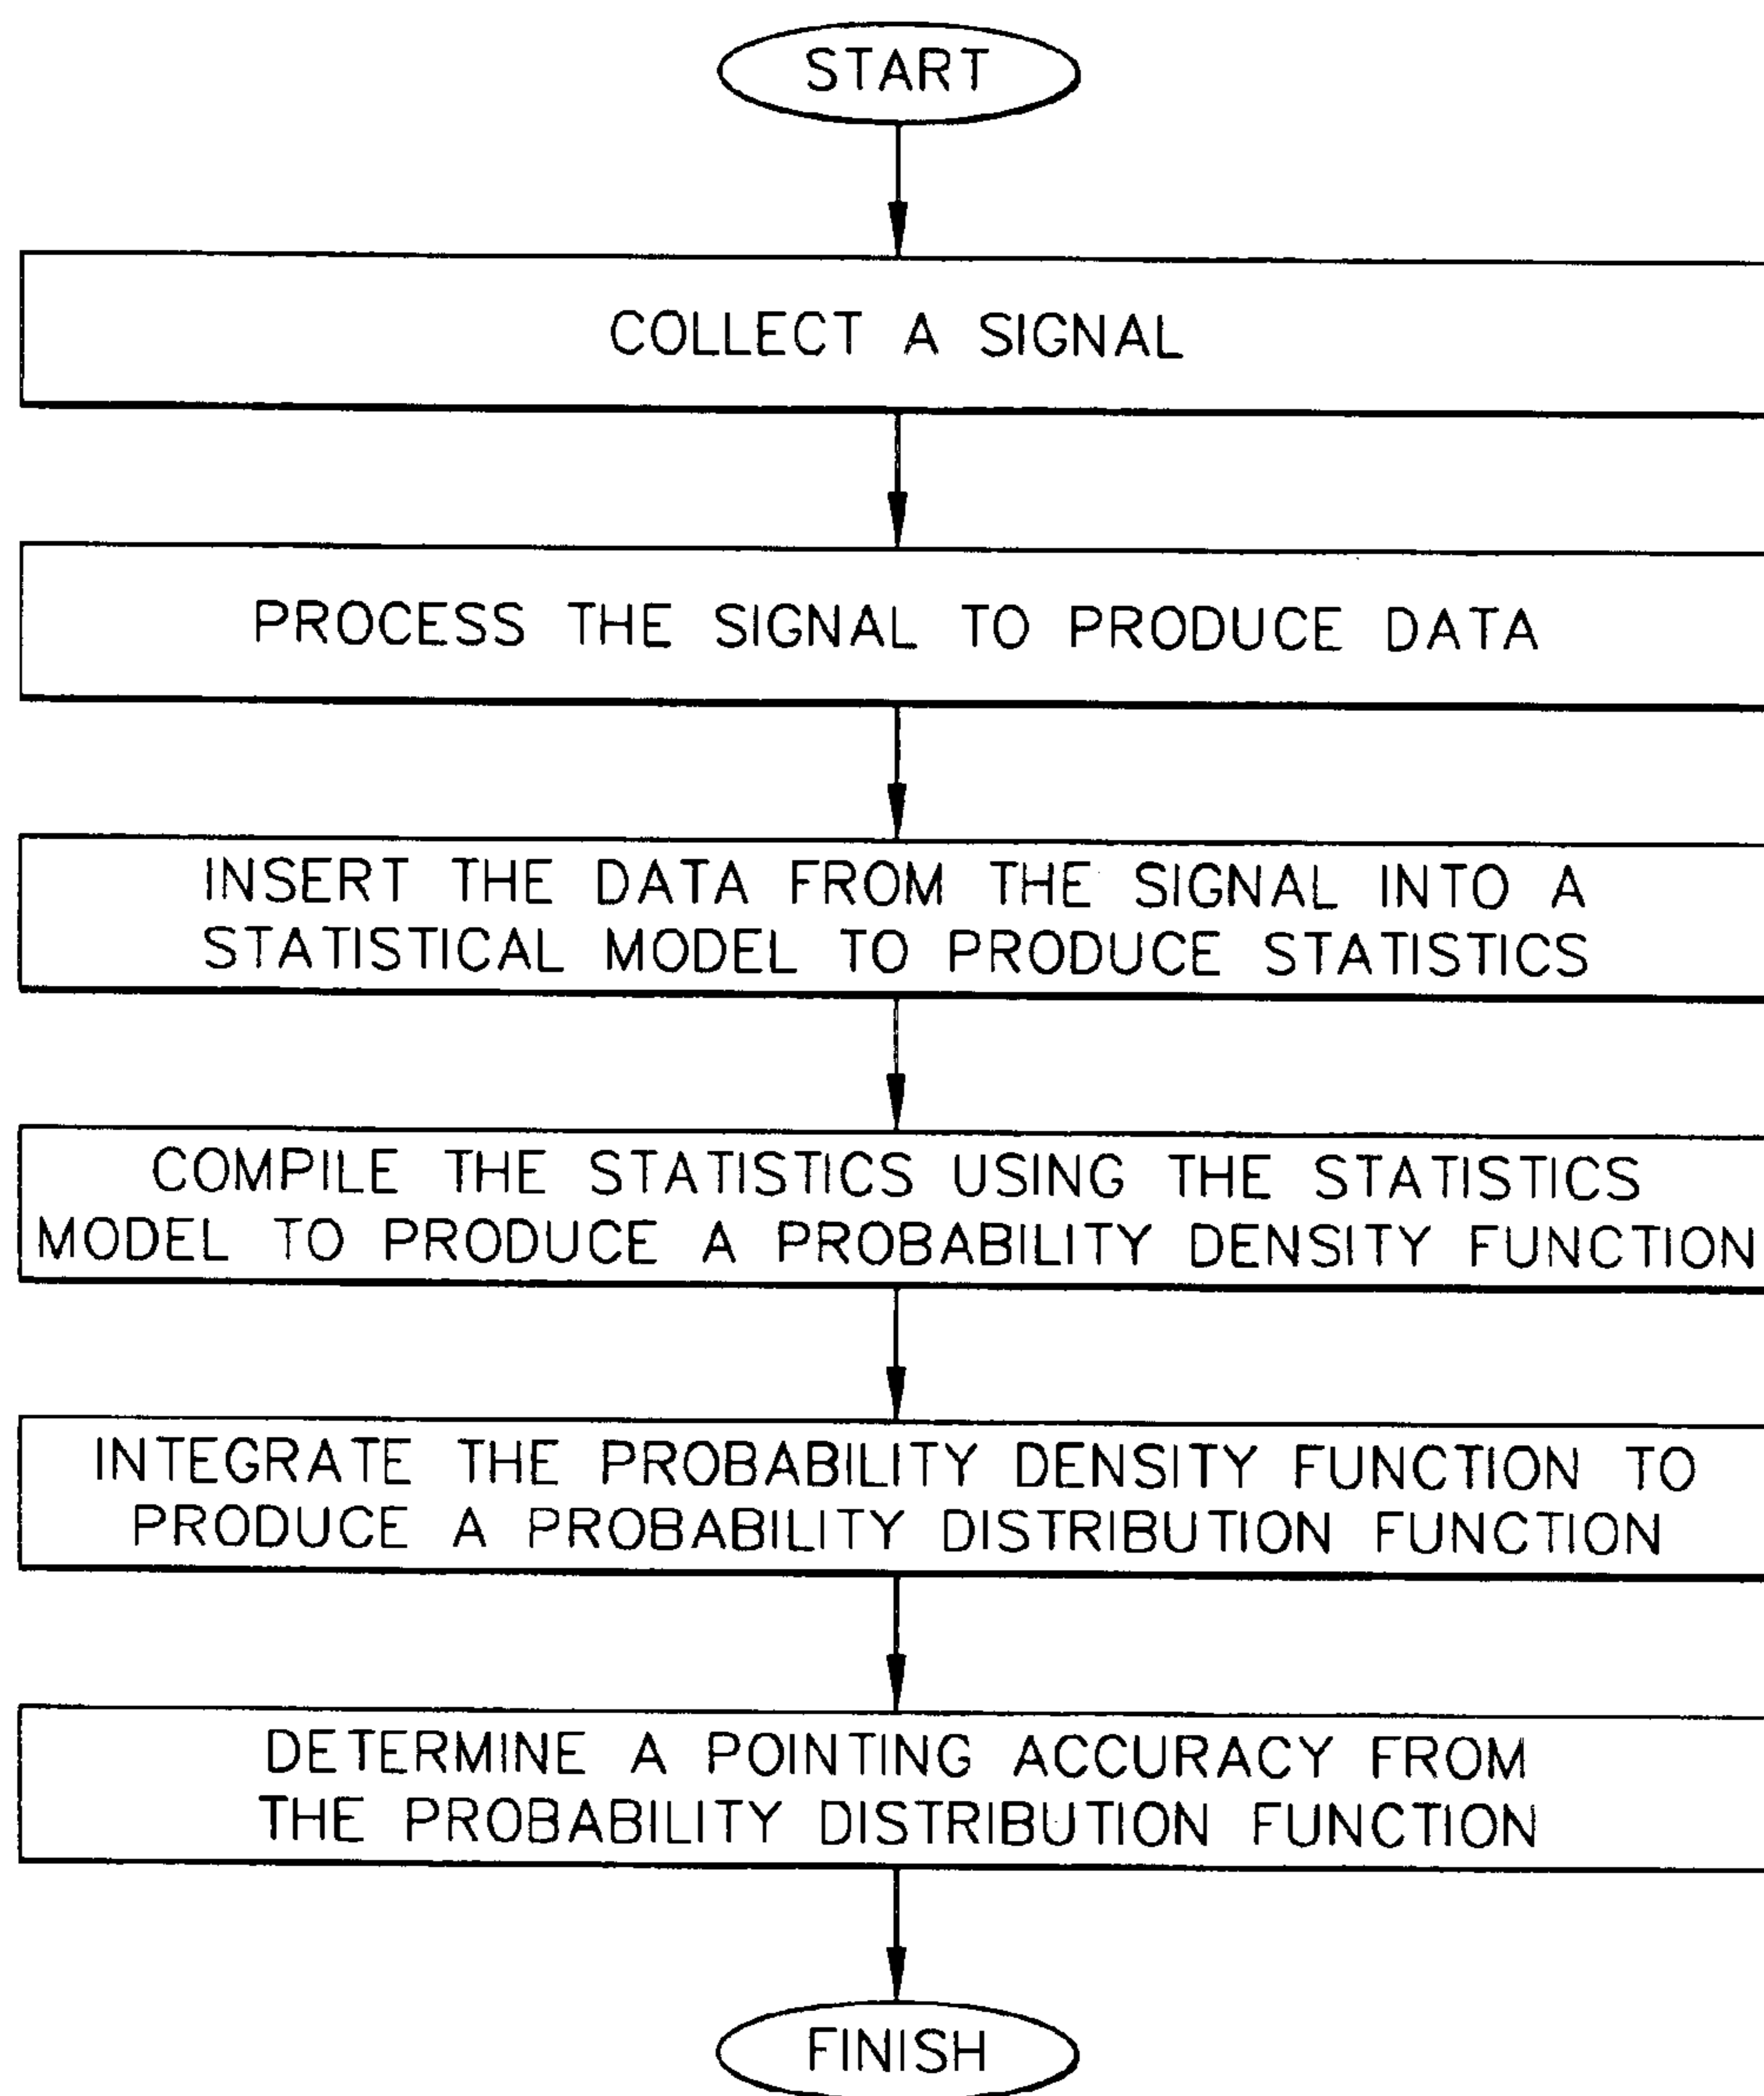 START
COLLECT A SIGNAL
PROCESS THE SIGNAL TO PRODUCE DATA
INSERT THE DATA FROM THE SIGNAL INTO A
STATISTICAL MODEL TO PRODUCE STATISTICS
COMPILE THE STATISTICS USING THE STATISTICS
MODEL TO PRODUCE A PROBABILITY DENSITY FUNCTION
INTEGRATE THE PROBABILITY DENSITY FUNCTION TO
PRODUCE A PROBABILITY DISTRIBUTION FUNCTION
DETERMINE A POINTING ACCURACY FROM
THE PROBABILITY DISTRIBUTION FUNCTION
FINISH